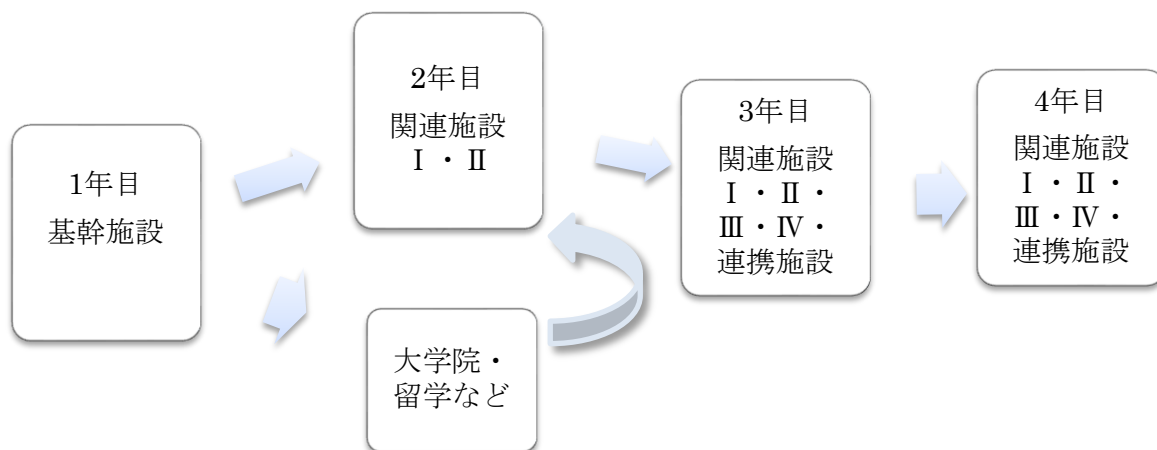 1年目
基幹施設
2年目
関連施設
Ⅰ・Ⅱ
大学院・
留学など
3年目
関連施設
Ⅰ・Ⅱ・
Ⅲ・Ⅳ・
連携施設
4年目
関連施設
Ⅰ・Ⅱ・
Ⅲ・Ⅳ・
連携施設